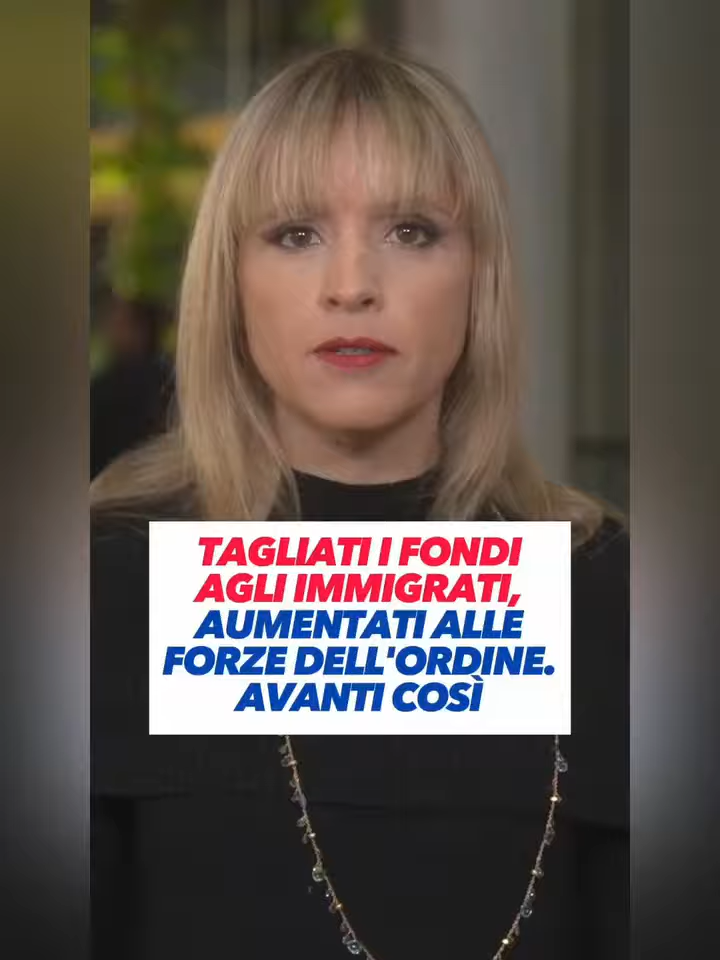 TAGLIATI I FONDI
AGLI IMMIGRATI,
AUMENTATI ALLE
FORZE DELL'ORDINE.
AVANTI COSÌ